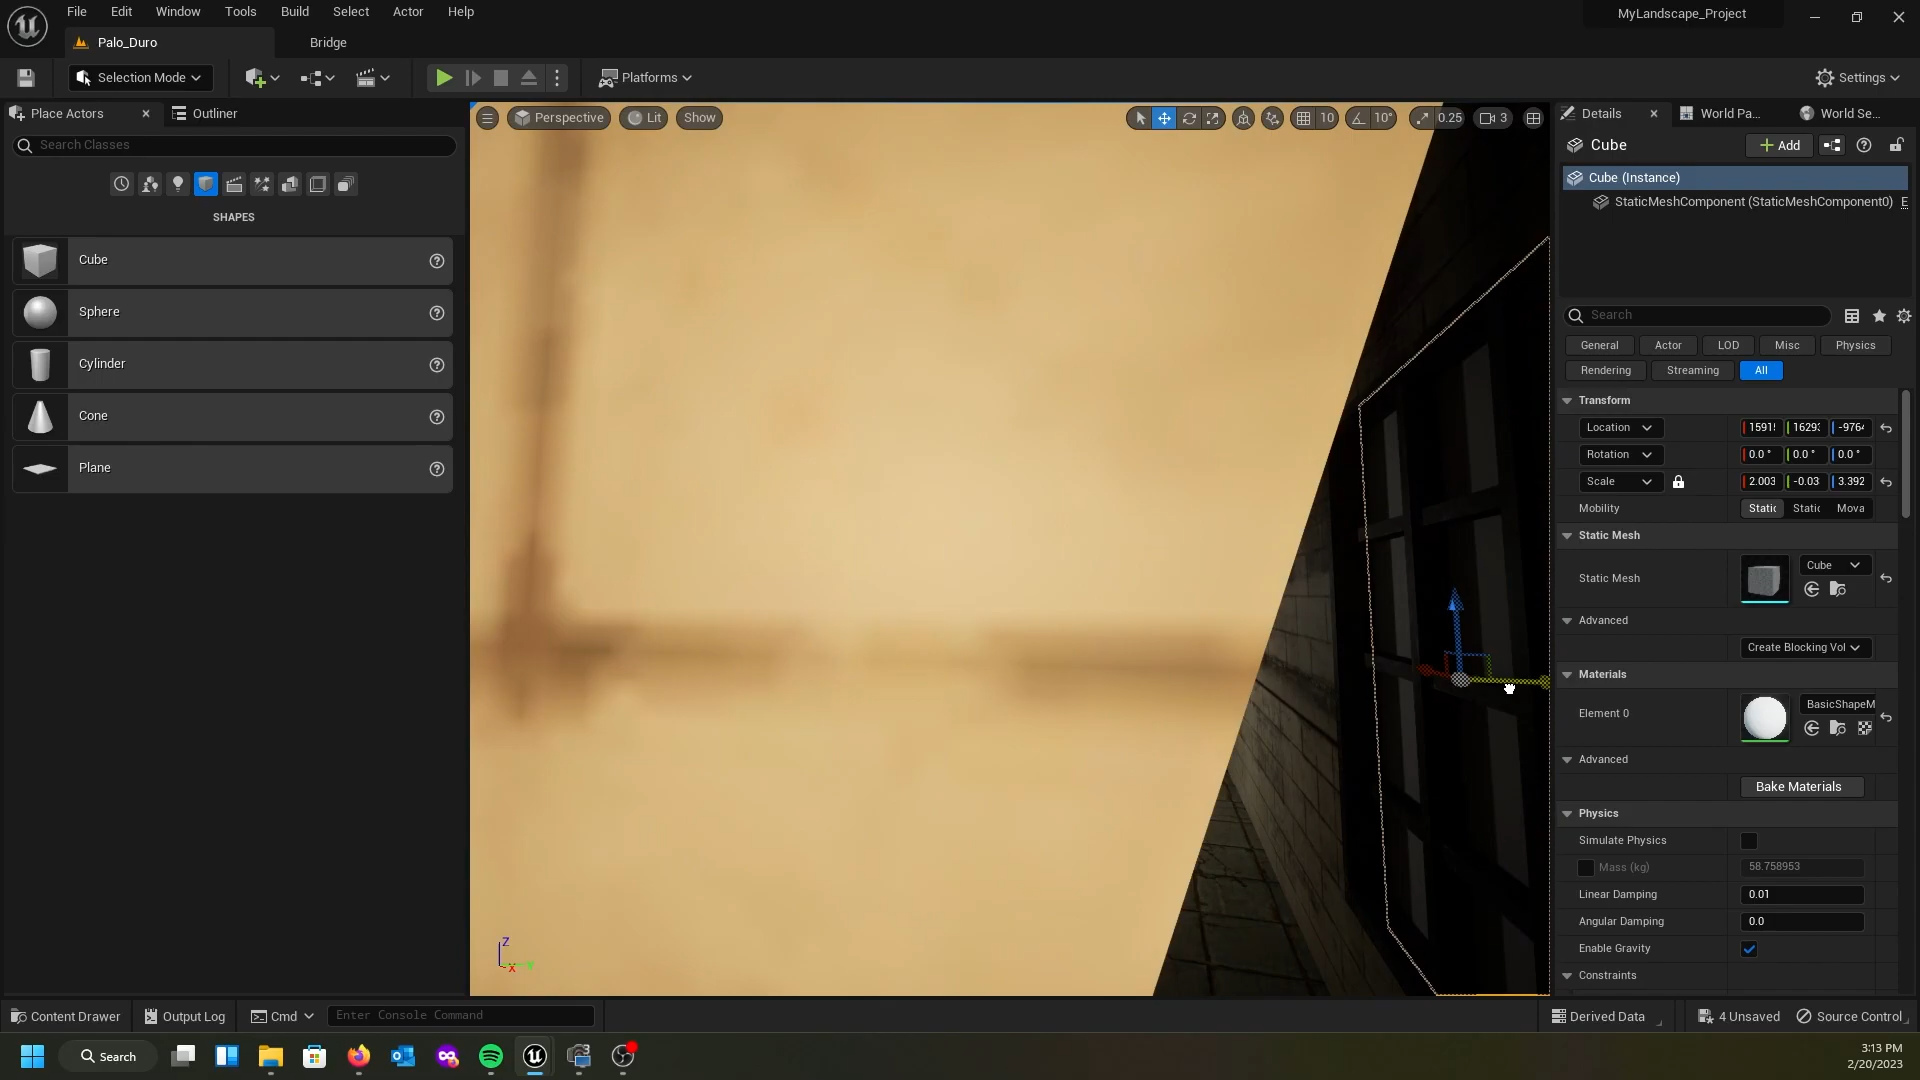 File Edit Window Tools Build Select Actor Help
MyLandscape_Project
Palo_Duro
Bridge
Selection Mode
Platforms
Settings
Place Actors
Outliner
Search Classes
SHAPES
Cube
Sphere
Cylinder
Cone
Plane
Perspective
Lit
Show
10
10°
0.25
3
Z
X
Y
Details
World Pa...
World Se...
Cube
Add
Cube (Instance)
StaticMeshComponent (StaticMeshComponent0) E
Search
General
Actor
LOD
Misc
Physics
Rendering
Streaming
All
Transform
Location 1591 1629 -976
Rotation 0.0 ° 0.0 ° 0.0 °
Scale 2.003 -0.03 3.392
Mobility Static Static Mova
Static Mesh
Static Mesh
Cube
Advanced
Create Blocking Vol
Materials
Element 0
BasicShapeM
Advanced
Bake Materials
Physics
Simulate Physics
Mass (kg) 58.758953
Linear Damping 0.01
Angular Damping 0.0
Enable Gravity
Constraints
Content Drawer
Output Log
Cmd
Enter Console Command
Derived Data
4 Unsaved
Source Control
Search
3:13 PM
2/20/2023